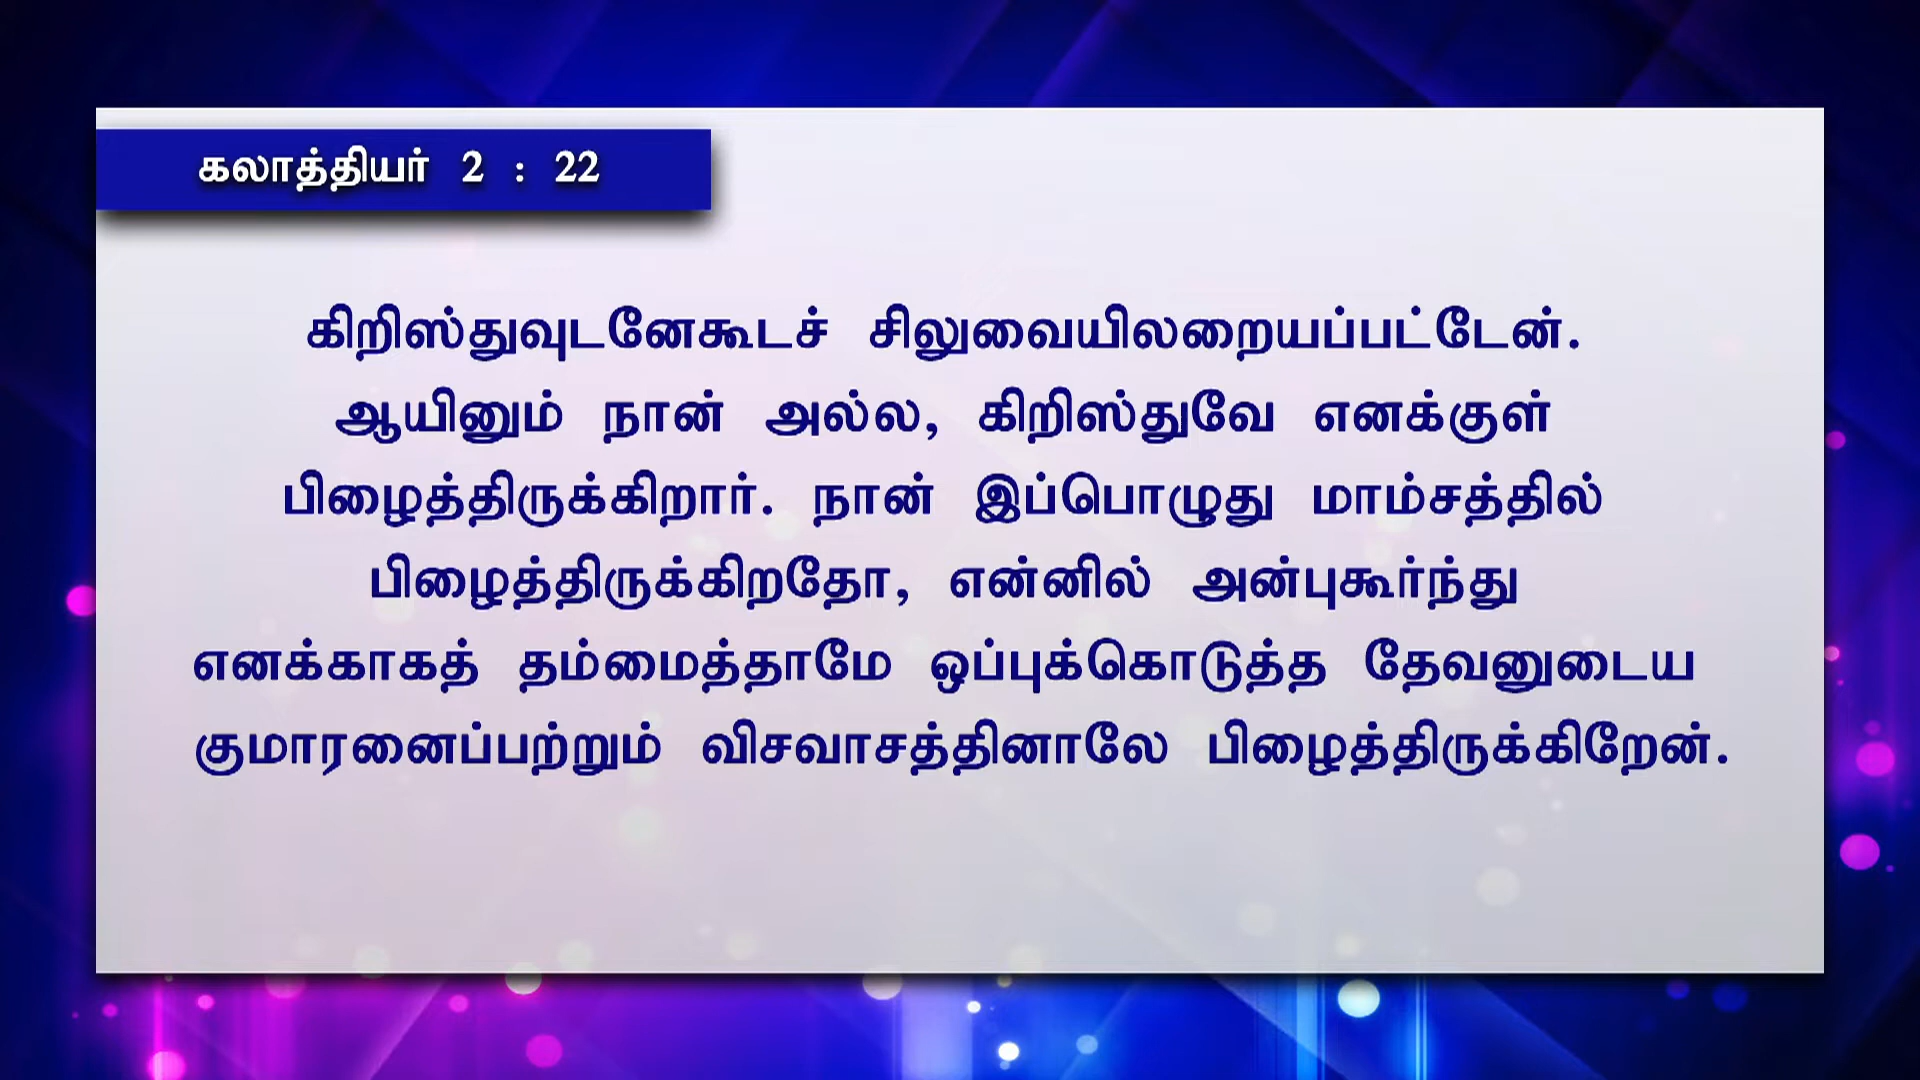 கலாத்தியர் 2 : 22
கிறிஸ்துவுடனேகூடச் சிலுவையிலறையப்பட்டேன்.
ஆயினும் நான் அல்ல, கிறிஸ்துவே எனக்குள்
பிழைத்திருக்கிறார். நான் இப்பொழுது மாம்சத்தில்
பிழைத்திருக்கிறதோ, என்னில் அன்புகூர்ந்து
எனக்காகத் தம்மைத்தாமே ஒப்புக்கொடுத்த தேவனுடைய
குமாரனைப்பற்றும் விசவாசத்தினாலே பிழைத்திருக்கிறேன்.